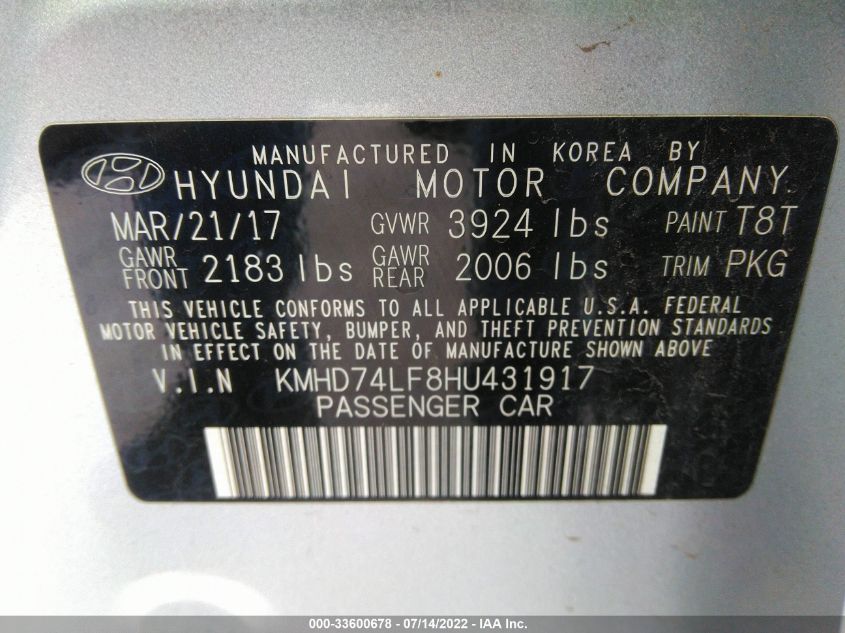 MANUFACTURED IN KOREA BY
HYUNDAI MOTOR COMPANY.
MAR/21/17 GVWR 3924 lbs PAINT T8T
GAWR FRONT 2183 lbs GAWR REAR 2006 lbs TRIM PKG
THIS VEHICLE CONFORMS TO ALL APPLICABLE U.S.A. FEDERAL
MOTOR VEHICLE SAFETY, BUMPER, AND THEFT PREVENTION STANDARDS
IN EFFECT ON THE DATE OF MANUFACTURE SHOWN ABOVE
V.I.N KMHD74LF8HU431917
PASSENGER CAR
000-33600678 - 07/14/2022 - IAA Inc.